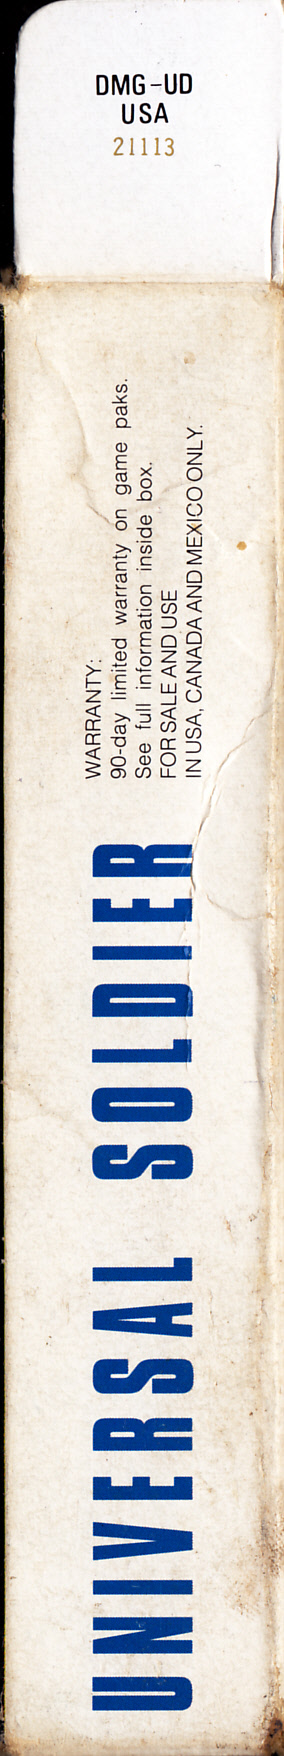 DMG-UD
USA
21113
WARRANTY:
90-day limited warranty on game paks.
See full information inside box.
FOR SALE AND USE
IN USA, CANADA AND MEXICO ONLY.
UNIVERSAL SOLDIER